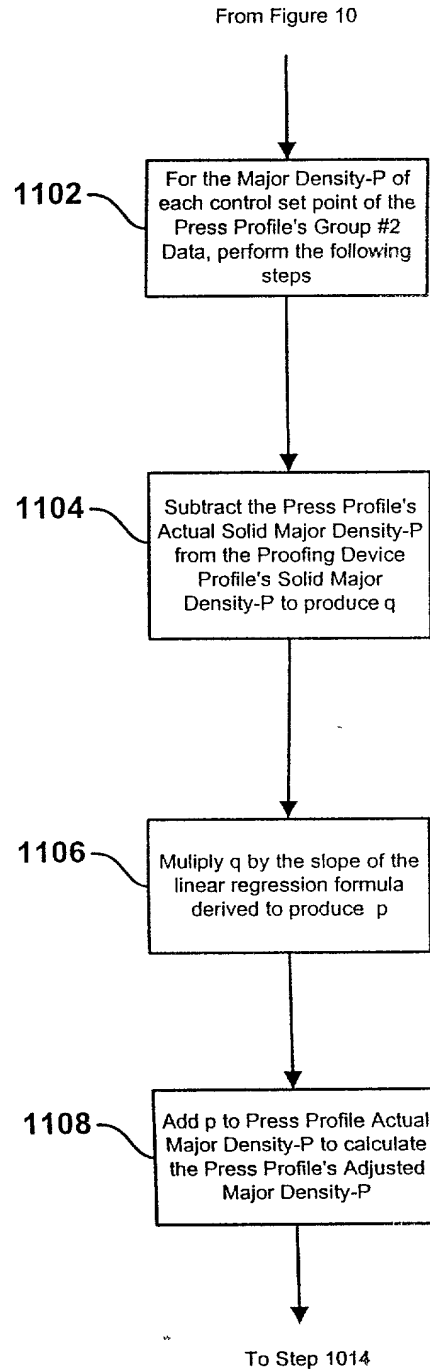 From Figure 10
1102
For the Major Density-P of
each control set point of the
Press Profile's Group #2
Data, perform the following
steps
1104
Subtract the Press Profile's
Actual Solid Major Density-P
from the Proofing Device
Profile's Solid Major
Density-P to produce q
1106
Muliply q by the slope of the
linear regression formula
derived to produce p
1108
Add p to Press Profile Actual
Major Density-P to calculate
the Press Profile's Adjusted
Major Density-P
To Step 1014